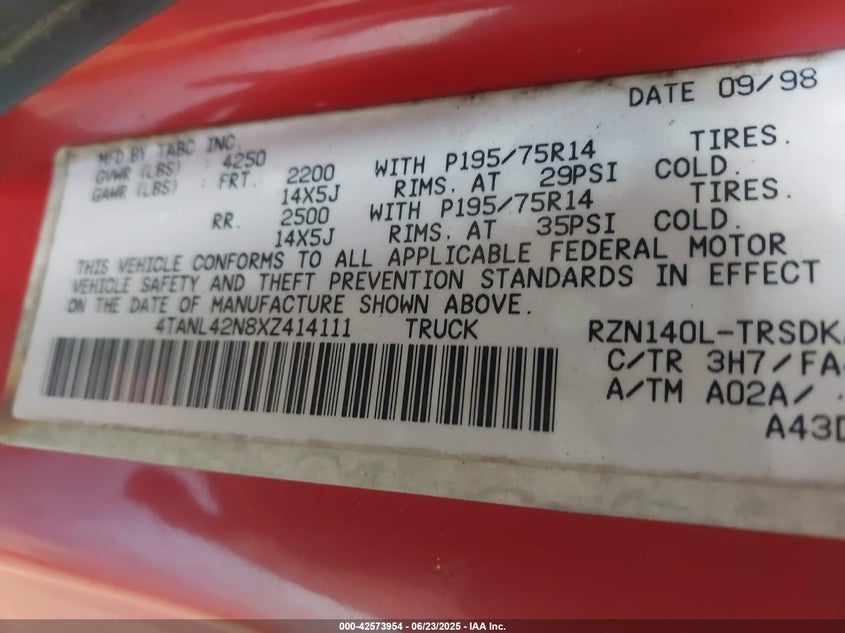 DATE 09/98
MFD BY TABC INC.
GVWR (LBS) : 4250
GAWR (LBS) : FRT. 2200 WITH P195/75R14 TIRES.
14X5J RIMS. AT 29PSI COLD.
RR. 2500 WITH P195/75R14 TIRES.
14X5J RIMS. AT 35PSI COLD.
THIS VEHICLE CONFORMS TO ALL APPLICABLE FEDERAL MOTOR
VEHICLE SAFETY AND THEFT PREVENTION STANDARDS IN EFFECT
ON THE DATE OF MANUFACTURE SHOWN ABOVE.
4TANL42N8XZ414111 TRUCK RZN140L-TRSDKA
C/TR 3H7/FA
A/TM A02A/
A43D
000-42573954 - 06/23/2025 - IAA Inc.